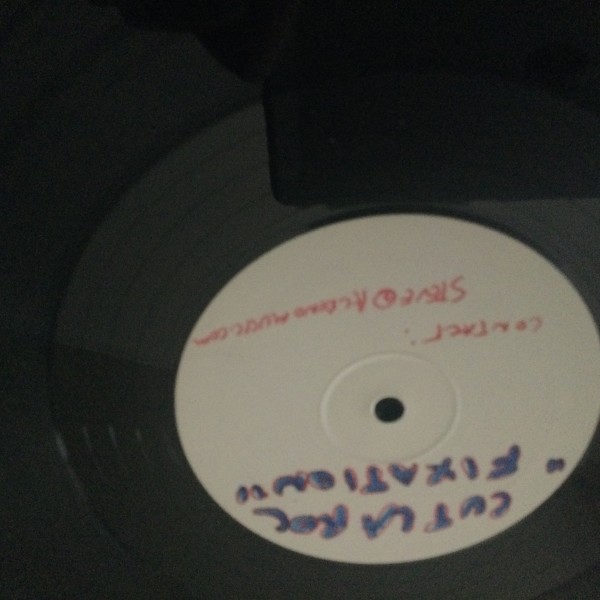 CUT LA ROC
"FIXATION"
CONTACT: